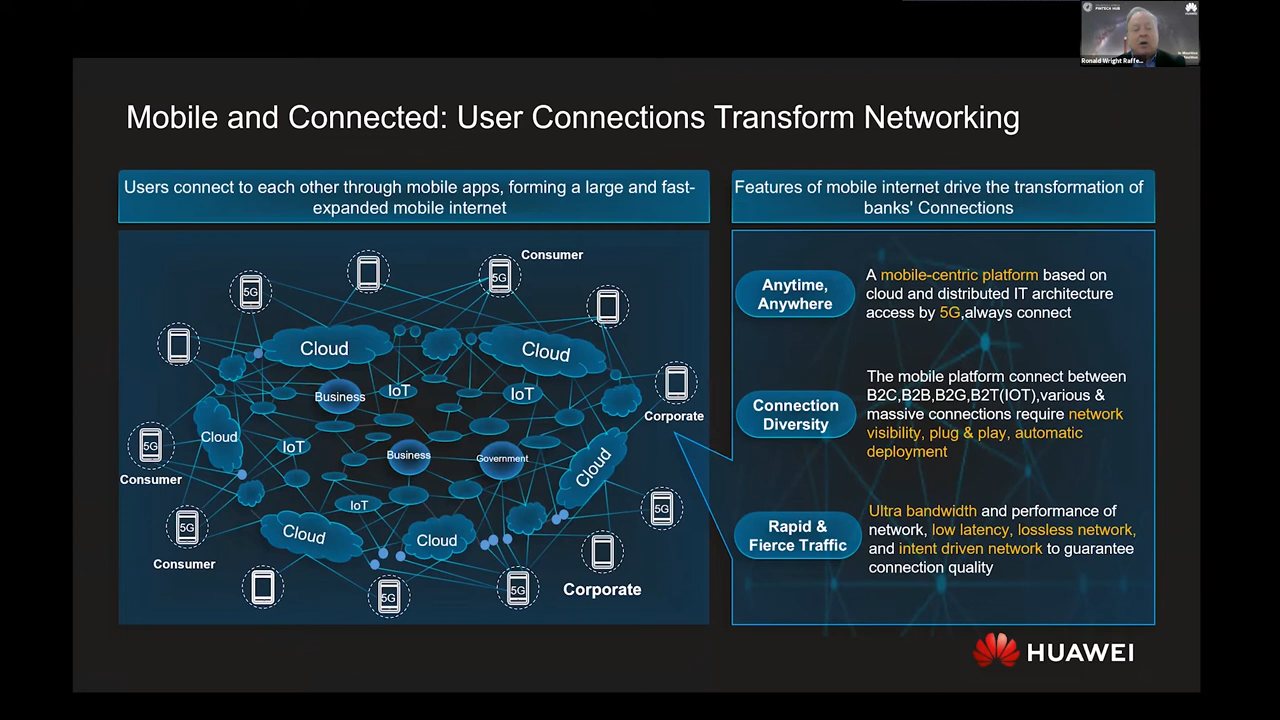 FINTECH HUB
HUAWEI
Ronald Wright Raffe...
Mobile and Connected: User Connections Transform Networking
Users connect to each other through mobile apps, forming a large and fast-
expanded mobile internet
Consumer
5G
5G
Cloud
Cloud
Business
IoT
IoT
Corporate
Cloud
5G
IoT
Business
Government
Cloud
Consumer
5G
IoT
5G
Cloud
Cloud
Consumer
5G
5G
Corporate
Features of mobile internet drive the transformation of
banks' Connections
Anytime,
Anywhere
A mobile-centric platform based on
cloud and distributed IT architecture
access by 5G,always connect
Connection
Diversity
The mobile platform connect between
B2C,B2B,B2G,B2T(IOT),various &
massive connections require network
visibility, plug & play, automatic
deployment
Rapid &
Fierce Traffic
Ultra bandwidth and performance of
network, low latency, lossless network,
and intent driven network to guarantee
connection quality
HUAWEI